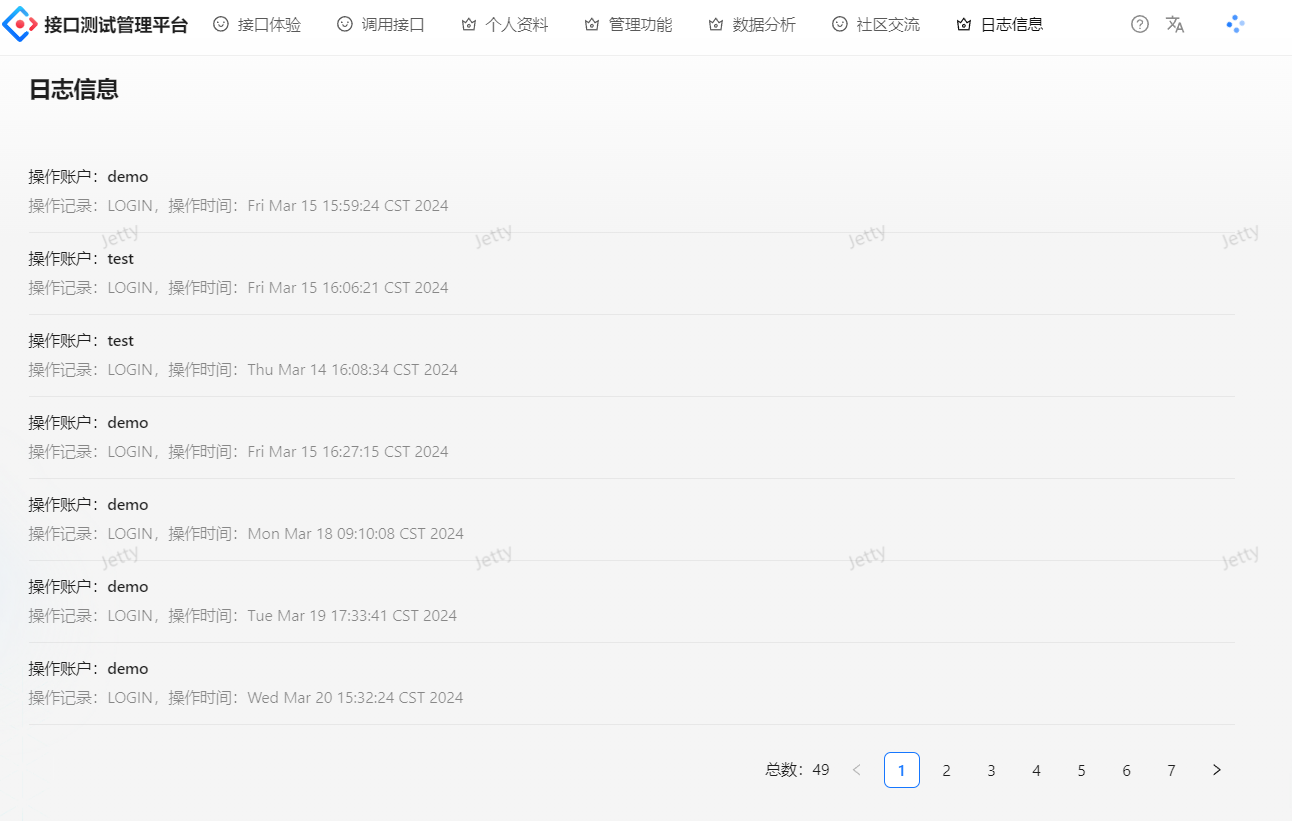 接口测试管理平台 接口体验 调用接口 个人资料 管理功能 数据分析 社区交流 日志信息
日志信息
操作账户：demo
操作记录：LOGIN，操作时间：Fri Mar 15 15:59:24 CST 2024
Jetty Jetty Jetty Jetty
操作账户：test
操作记录：LOGIN，操作时间：Fri Mar 15 16:06:21 CST 2024
操作账户：test
操作记录：LOGIN，操作时间：Thu Mar 14 16:08:34 CST 2024
操作账户：demo
操作记录：LOGIN，操作时间：Fri Mar 15 16:27:15 CST 2024
操作账户：demo
操作记录：LOGIN，操作时间：Mon Mar 18 09:10:08 CST 2024
Jetty Jetty Jetty Jetty
操作账户：demo
操作记录：LOGIN，操作时间：Tue Mar 19 17:33:41 CST 2024
操作账户：demo
操作记录：LOGIN，操作时间：Wed Mar 20 15:32:24 CST 2024
总数：49 < 1 2 3 4 5 6 7 >